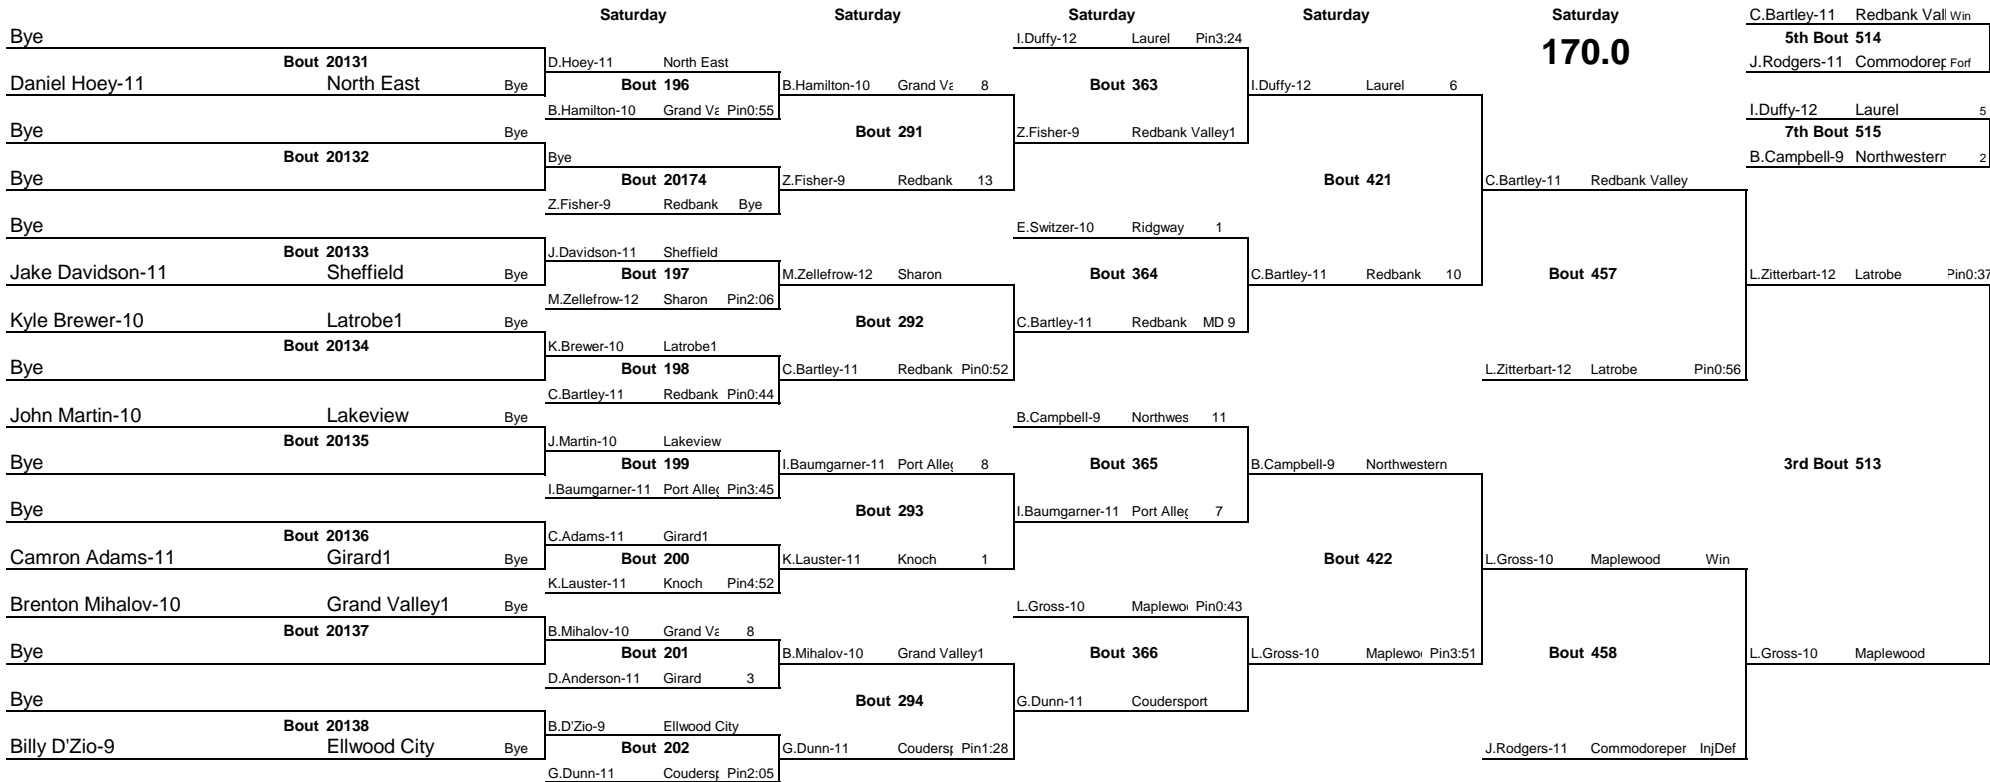 Saturday Saturday Saturday Saturday Saturday
170.0
Bye
Bout 20131
Daniel Hoey-11 North East Bye
Bye Bye
Bout 20132
Bye
Bye
Bout 20133
Jake Davidson-11 Sheffield Bye
Kyle Brewer-10 Latrobe1 Bye
Bout 20134
Bye
John Martin-10 Lakeview Bye
Bout 20135
Bye
Bye
Bout 20136
Camron Adams-11 Girard1 Bye
Brenton Mihalov-10 Grand Valley1 Bye
Bout 20137
Bye
Bye
Bout 20138
Billy D'Zio-9 Ellwood City Bye
D.Hoey-11 North East
Bout 196
B.Hamilton-10 Grand Va Pin0:55
Bye
Bout 20174
Z.Fisher-9 Redbank Bye
J.Davidson-11 Sheffield
Bout 197
M.Zellefrow-12 Sharon Pin2:06
K.Brewer-10 Latrobe1
Bout 198
C.Bartley-11 Redbank Pin0:44
J.Martin-10 Lakeview
Bout 199
I.Baumgarner-11 Port Alleg Pin3:45
C.Adams-11 Girard1
Bout 200
K.Lauster-11 Knoch Pin4:52
B.Mihalov-10 Grand Va 8
Bout 201
D.Anderson-11 Girard 3
B.D'Zio-9 Ellwood City
Bout 202
G.Dunn-11 Coudersp Pin2:05
B.Hamilton-10 Grand Va 8
Bout 291
Z.Fisher-9 Redbank 13
M.Zellefrow-12 Sharon
Bout 292
C.Bartley-11 Redbank Pin0:52
I.Baumgarner-11 Port Alleg 8
Bout 293
K.Lauster-11 Knoch 1
B.Mihalov-10 Grand Valley1
Bout 294
G.Dunn-11 Coudersp Pin1:28
I.Duffy-12 Laurel Pin3:24
Bout 363
Z.Fisher-9 Redbank Valley1
E.Switzer-10 Ridgway 1
Bout 364
C.Bartley-11 Redbank MD 9
B.Campbell-9 Northwes 11
Bout 365
I.Baumgarner-11 Port Alleg 7
L.Gross-10 Maplewo Pin0:43
Bout 366
G.Dunn-11 Coudersport
I.Duffy-12 Laurel 6
Bout 421
C.Bartley-11 Redbank 10
B.Campbell-9 Northwestern
Bout 422
L.Gross-10 Maplewo Pin3:51
C.Bartley-11 Redbank Valley
Bout 457
L.Zitterbart-12 Latrobe Pin0:56
L.Gross-10 Maplewood Win
Bout 458
J.Rodgers-11 Commodoreper InjDef
L.Zitterbart-12 Latrobe Pin0:37
3rd Bout 513
L.Gross-10 Maplewood
C.Bartley-11 Redbank Val Win
5th Bout 514
J.Rodgers-11 Commodorep Forf
I.Duffy-12 Laurel 5
7th Bout 515
B.Campbell-9 Northwestern 2